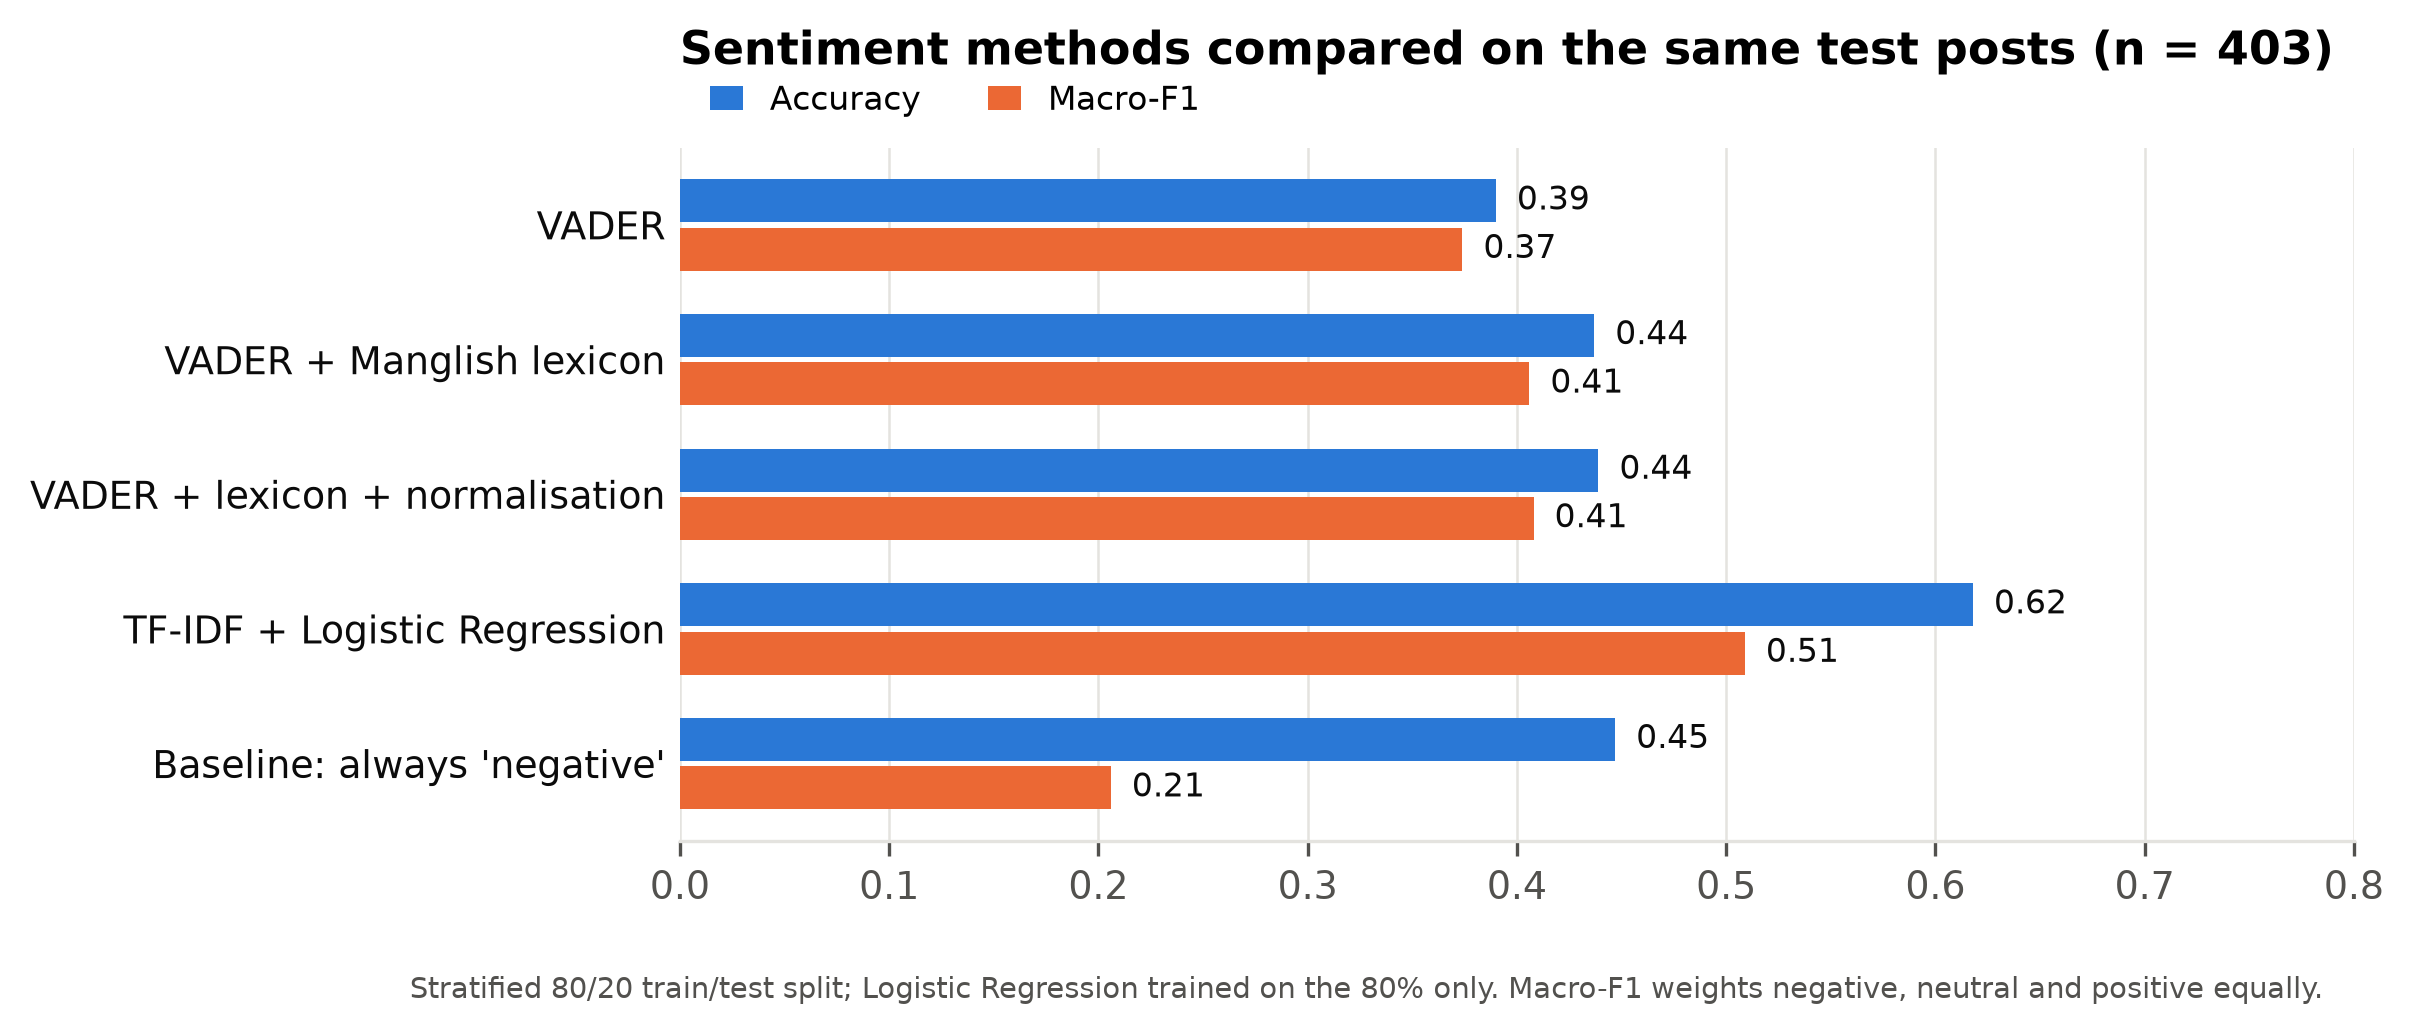 Sentiment methods compared on the same test posts (n = 403)
Accuracy Macro-F1
VADER
0.39
0.37
VADER + Manglish lexicon
0.44
0.41
VADER + lexicon + normalisation
0.44
0.41
TF-IDF + Logistic Regression
0.62
0.51
Baseline: always 'negative'
0.45
0.21
0.0 0.1 0.2 0.3 0.4 0.5 0.6 0.7 0.8
Stratified 80/20 train/test split; Logistic Regression trained on the 80% only. Macro-F1 weights negative, neutral and positive equally.